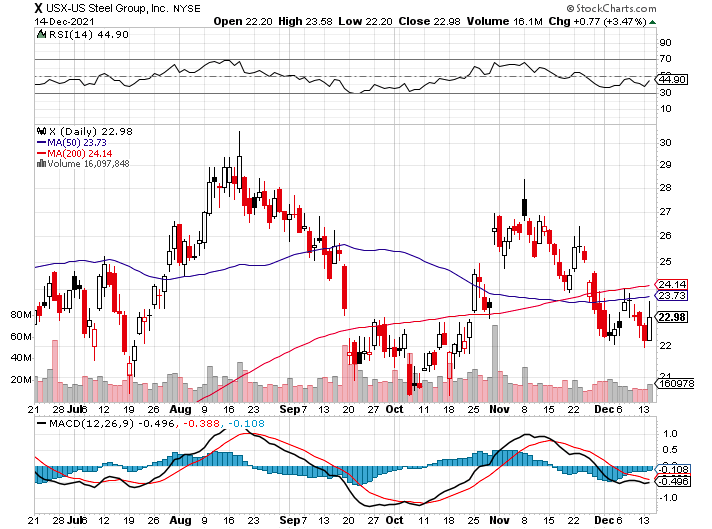 X USX-US Steel Group, Inc. NYSE
© StockCharts.com
14-Dec-2021
Open 22.20 High 23.58 Low 22.20 Close 22.98 Volume 16.1M Chg +0.77 (+3.47%)
RSI(14) 44.90
90
70
50
44.90
30
10
X (Daily) 22.98
MA(50) 23.73
MA(200) 24.14
Volume 16,097,848
30
29
28
27
26
25
24.14
23.73
22.98
22
21
16097848
80M
60M
40M
20M
21 28 Jul 6 12 19 26 Aug 9 16 23 Sep 7 13 20 27 Oct 11 18 25 Nov 8 15 22 Dec 6 13
MACD(12,26,9) -0.496, -0.388, -0.108
1.0
0.5
-0.108
-0.496
-1.0
21 28 Jul 6 12 19 26 Aug 9 16 23 Sep 7 13 20 27 Oct 11 18 25 Nov 8 15 22 Dec 6 13